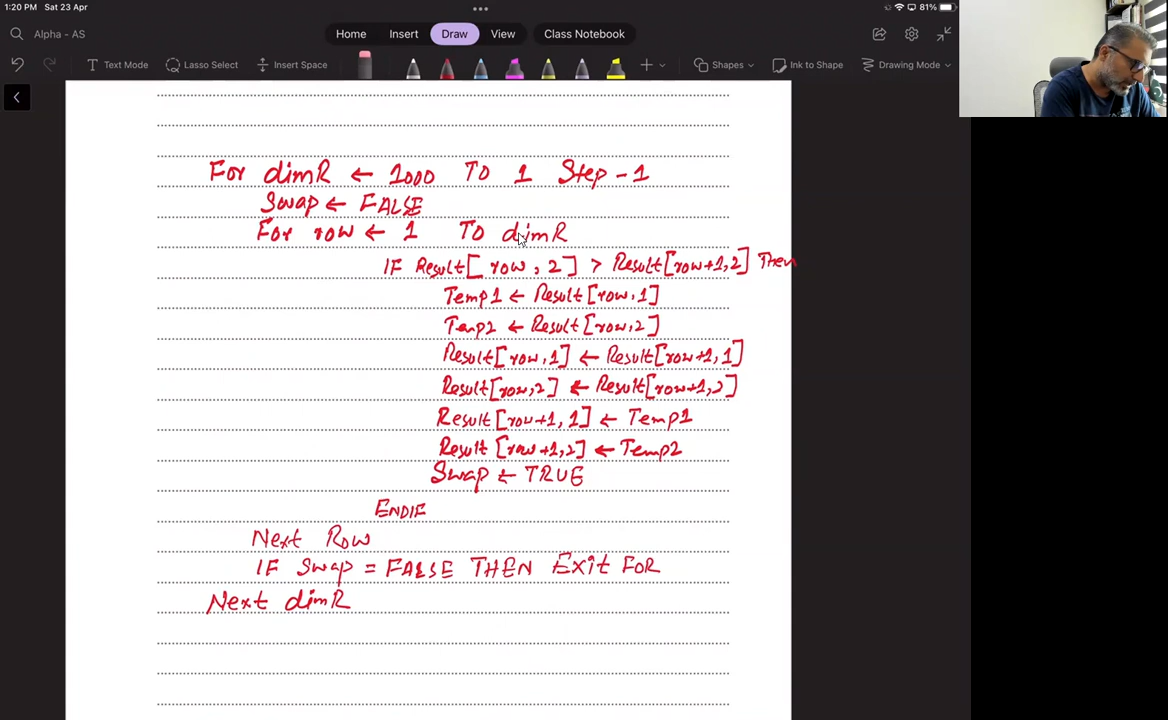 1:20 PM Sat 23 Apr
81%
Alpha - AS
Home Insert Draw View Class Notebook
Text Mode Lasso Select Insert Space Shapes Ink to Shape Drawing Mode
For dimR ← 1000 To 1 Step -1
Swap ← FALSE
For row ← 1 To dimR
IF Result[row, 2] > Result[row+1,2] Then
Temp1 ← Result[row,1]
Temp2 ← Result[row,2]
Result[row,1] ← Result[row+1,1]
Result[row,2] ← Result[row+1,2]
Result[row+1,1] ← Temp1
Result[row+1,2] ← Temp2
Swap ← TRUE
ENDIF
Next Row
IF Swap = FALSE THEN Exit FOR
Next dimR